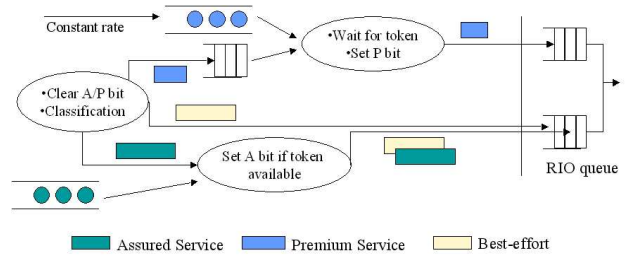 Constant rate
•Wait for token
•Set P bit
•Clear A/P bit
•Classification
Set A bit if token
available
RIO queue
Assured Service
Premium Service
Best-effort